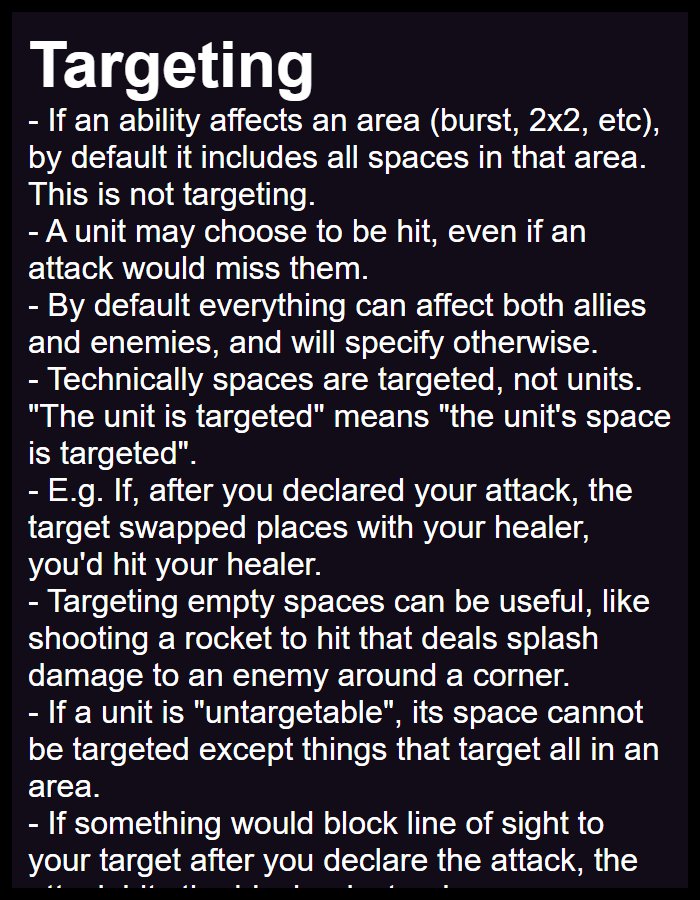 Targeting
- If an ability affects an area (burst, 2x2, etc),
by default it includes all spaces in that area.
This is not targeting.
- A unit may choose to be hit, even if an
attack would miss them.
- By default everything can affect both allies
and enemies, and will specify otherwise.
- Technically spaces are targeted, not units.
"The unit is targeted" means "the unit's space
is targeted".
- E.g. If, after you declared your attack, the
target swapped places with your healer,
you'd hit your healer.
- Targeting empty spaces can be useful, like
shooting a rocket to hit that deals splash
damage to an enemy around a corner.
- If a unit is "untargetable", its space cannot
be targeted except things that target all in an
area.
- If something would block line of sight to
your target after you declare the attack, the